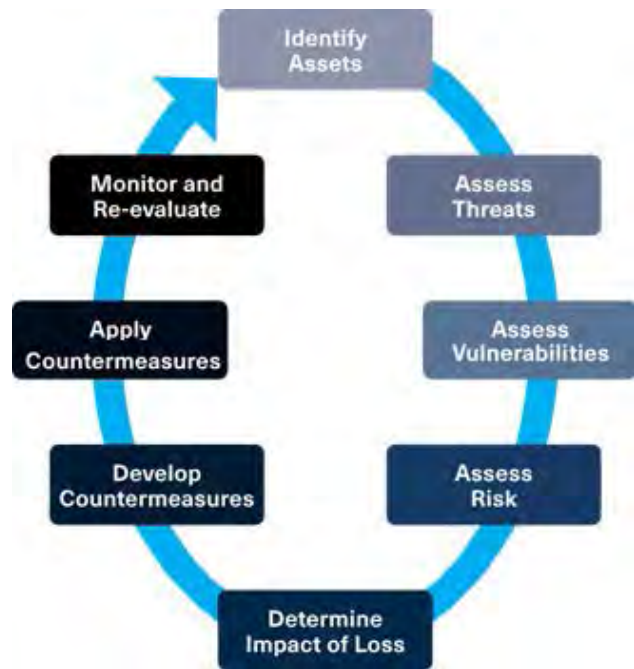 Identify
Assets
Assess
Threats
Assess
Vulnerabilities
Assess
Risk
Determine
Impact of Loss
Develop
Countermeasures
Apply
Countermeasures
Monitor and
Re-evaluate